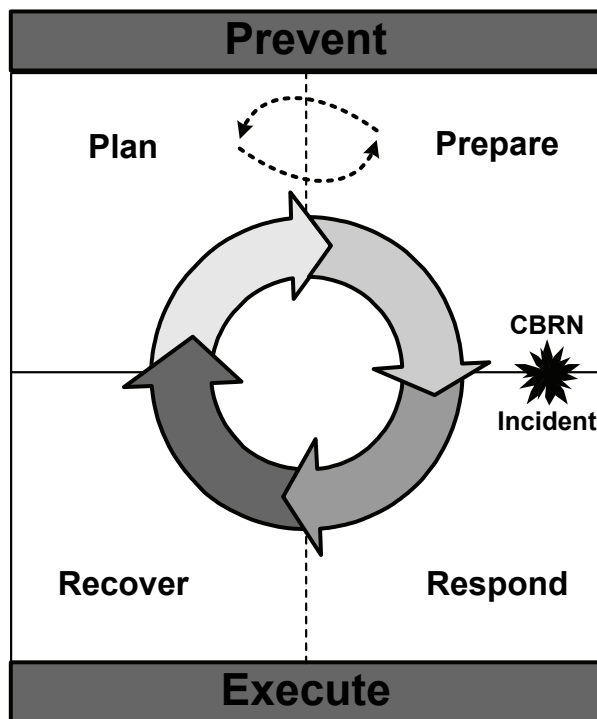 Prevent
Plan
Prepare
CBRN
Incident
Recover
Respond
Execute